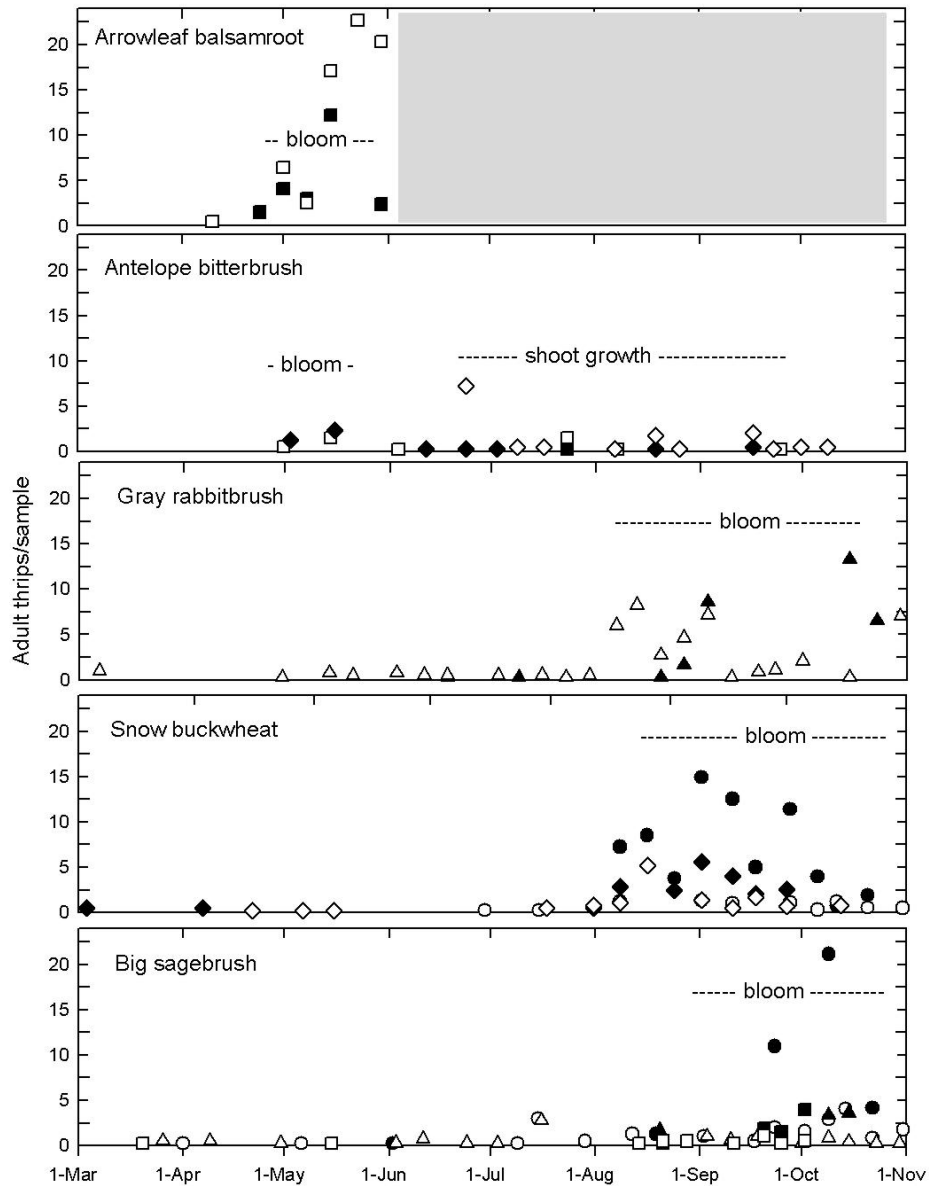 Arrowleaf balsamroot
20
15
bloom
10
5
0
Antelope bitterbrush
20
15
shoot growth
bloom
10
5
0
Gray rabbitbrush
20
bloom
15
10
5
0
Adult thrips/sample
Snow buckwheat
20
bloom
15
10
5
0
Big sagebrush
20
bloom
15
10
5
0
1-Mar 1-Apr 1-May 1-Jun 1-Jul 1-Aug 1-Sep 1-Oct 1-Nov